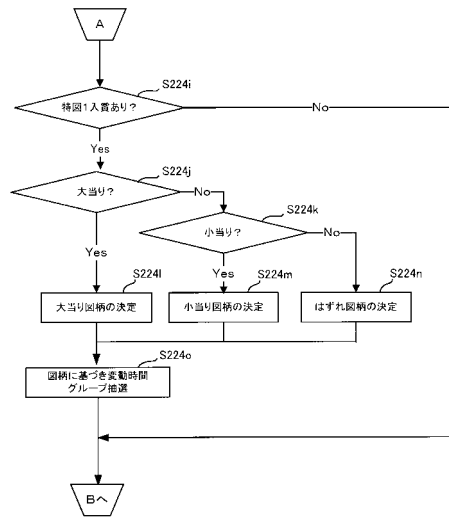 A
S224i
特図1入賞あり?
No
Yes
S224j
大当り?
No
S224k
小当り?
No
Yes
Yes
S224l
S224m
S224n
大当り図柄の決定
小当り図柄の決定
はずれ図柄の決定
S224o
図柄に基づき変動時間
グループ抽選
Bへ